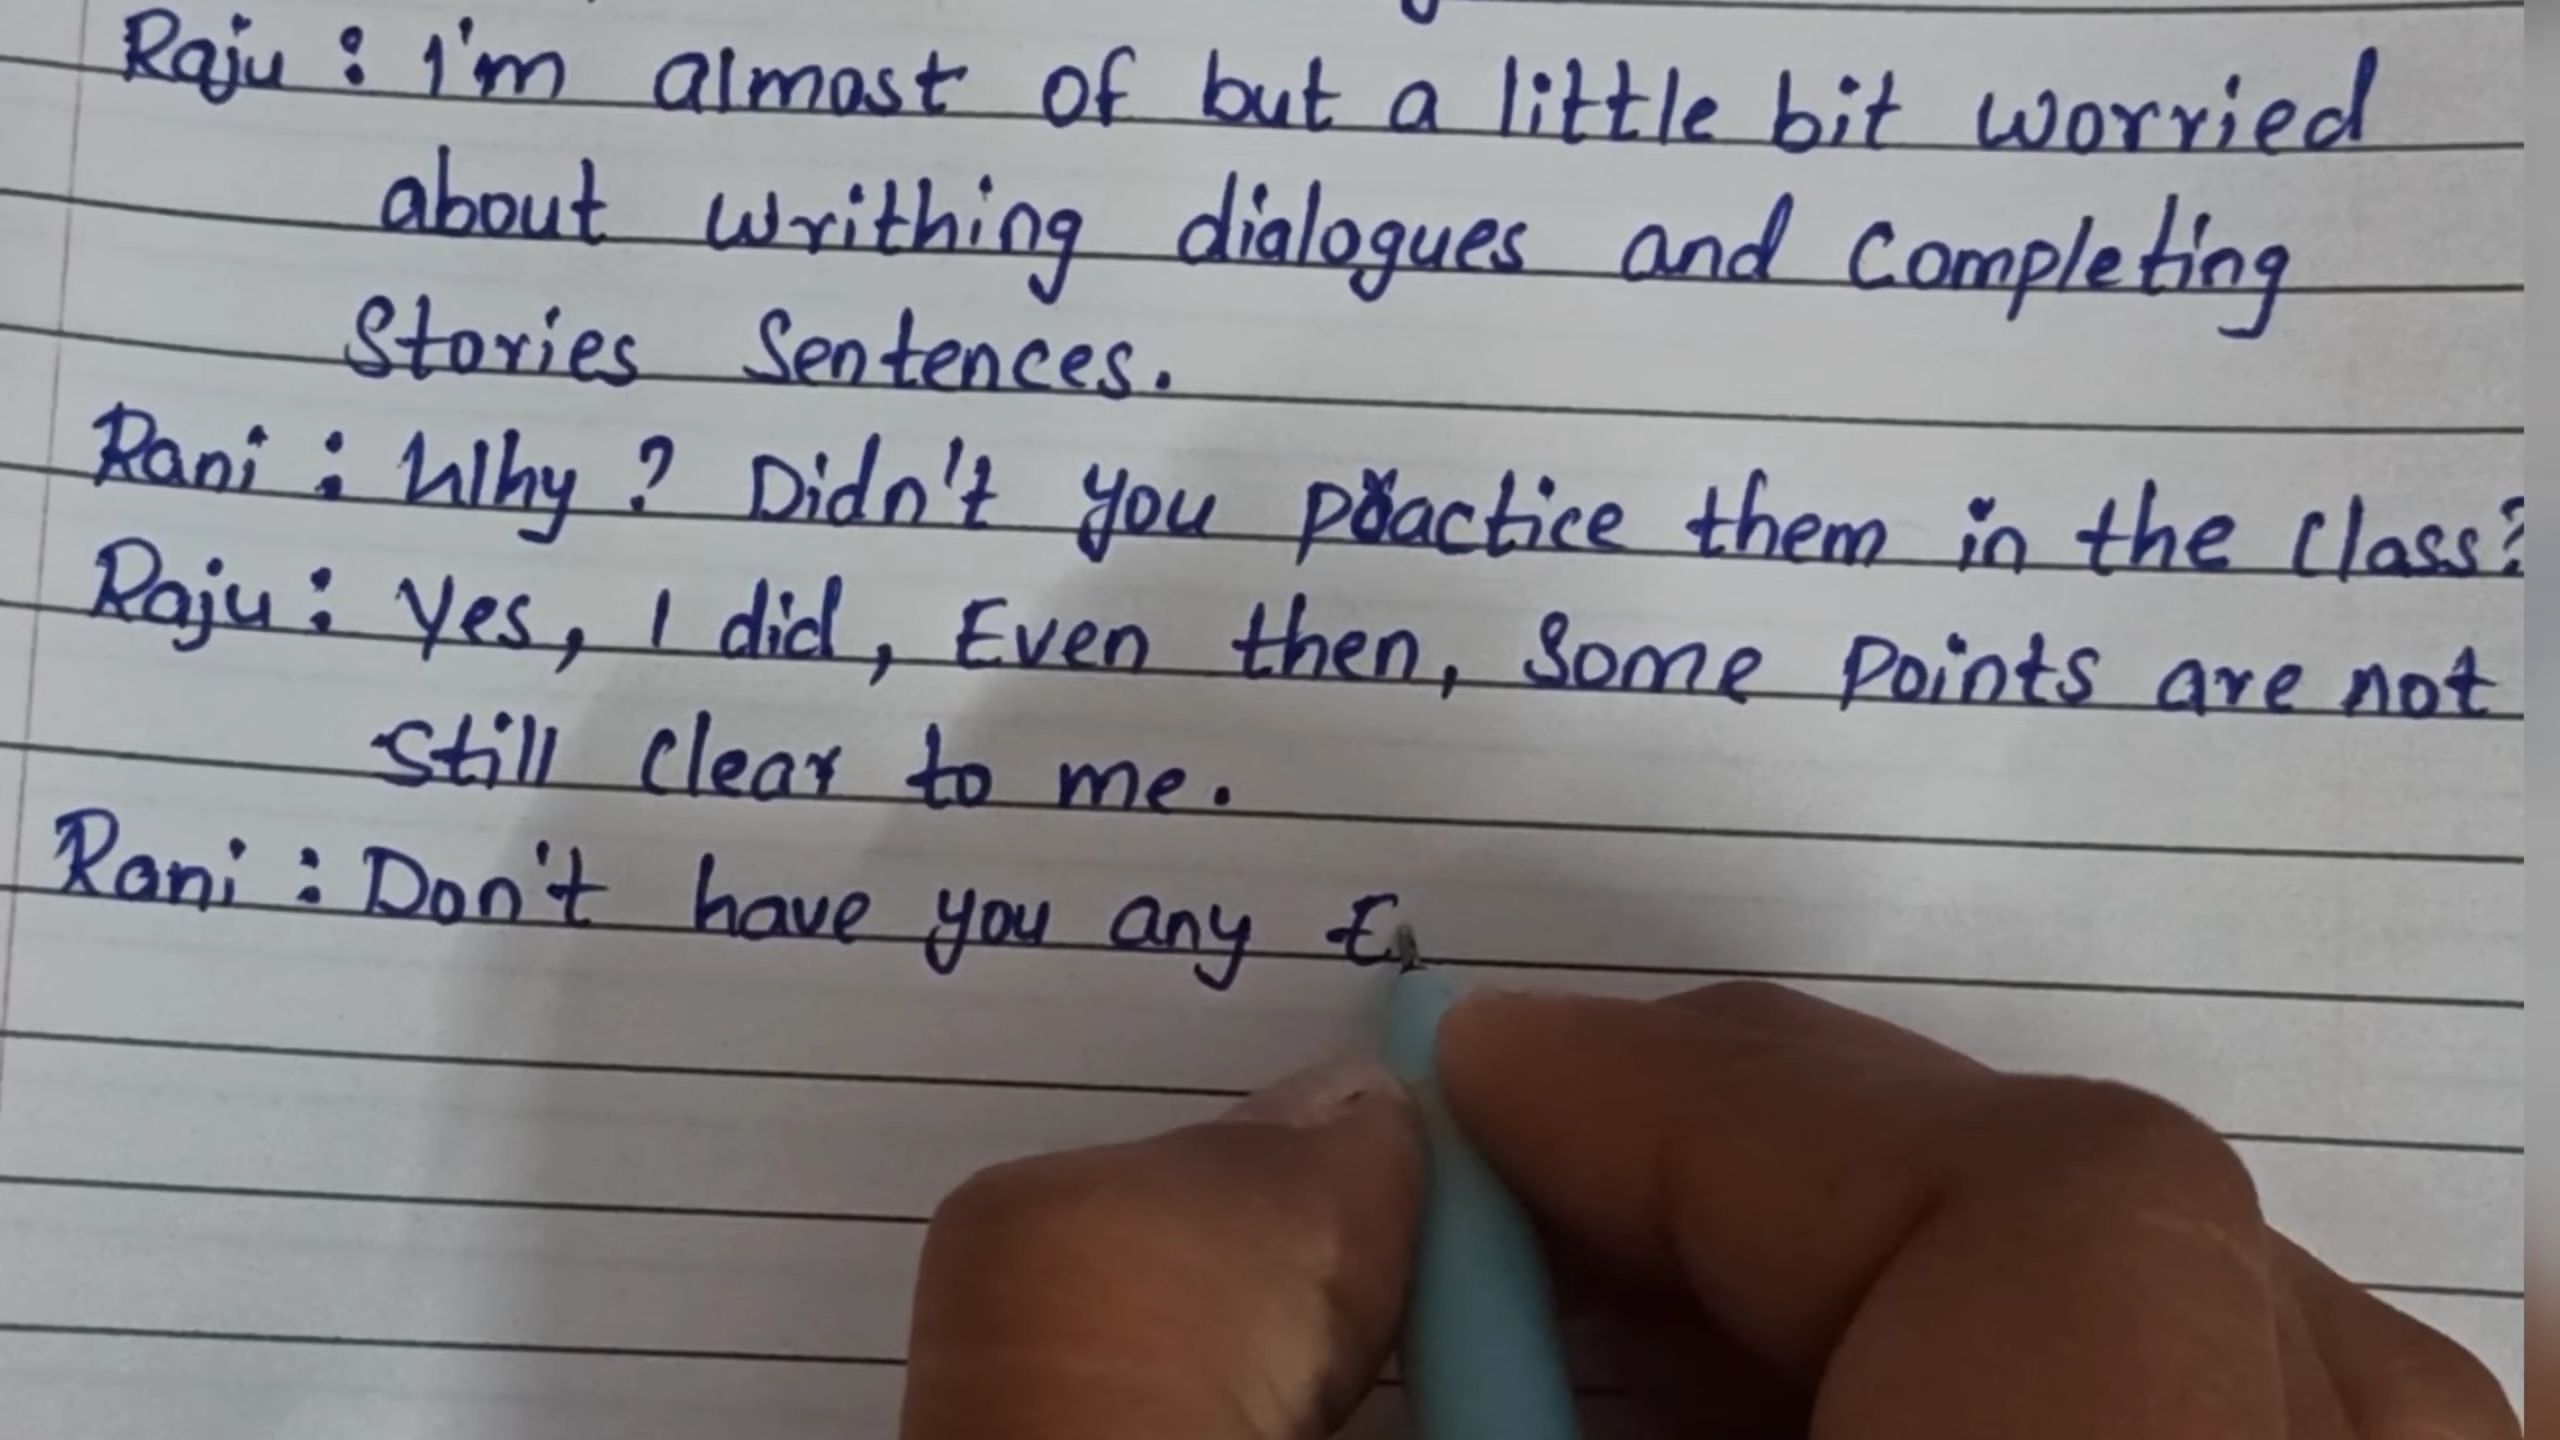 Raju : I'm almost of but a little bit worried
about writhing dialogues and completing
Stories Sentences.
Rani : Why ? Didn't you practice them in the class?
Raju : Yes, I did, Even then, Some Points are not
Still clear to me.
Rani : Don't have you any E